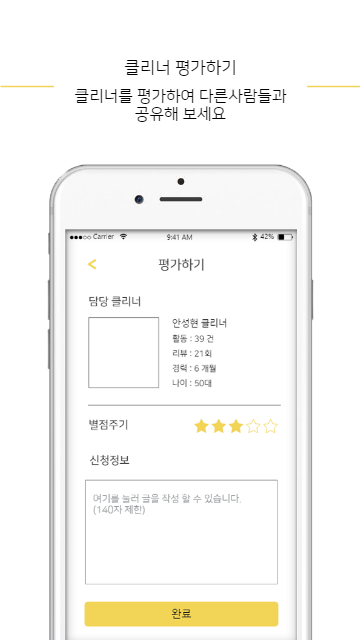 클리너 평가하기
클리너를 평가하여 다른사람들과
공유해 보세요
Carrier
9:41 AM
42%
평가하기
담당 클리너
안성현 클리너
활동 : 39 건
리뷰 : 21회
경력 : 6 개월
나이 : 50대
별점주기
신청정보
여기를 눌러 글을 작성 할 수 있습니다.
(140자 제한)
완료